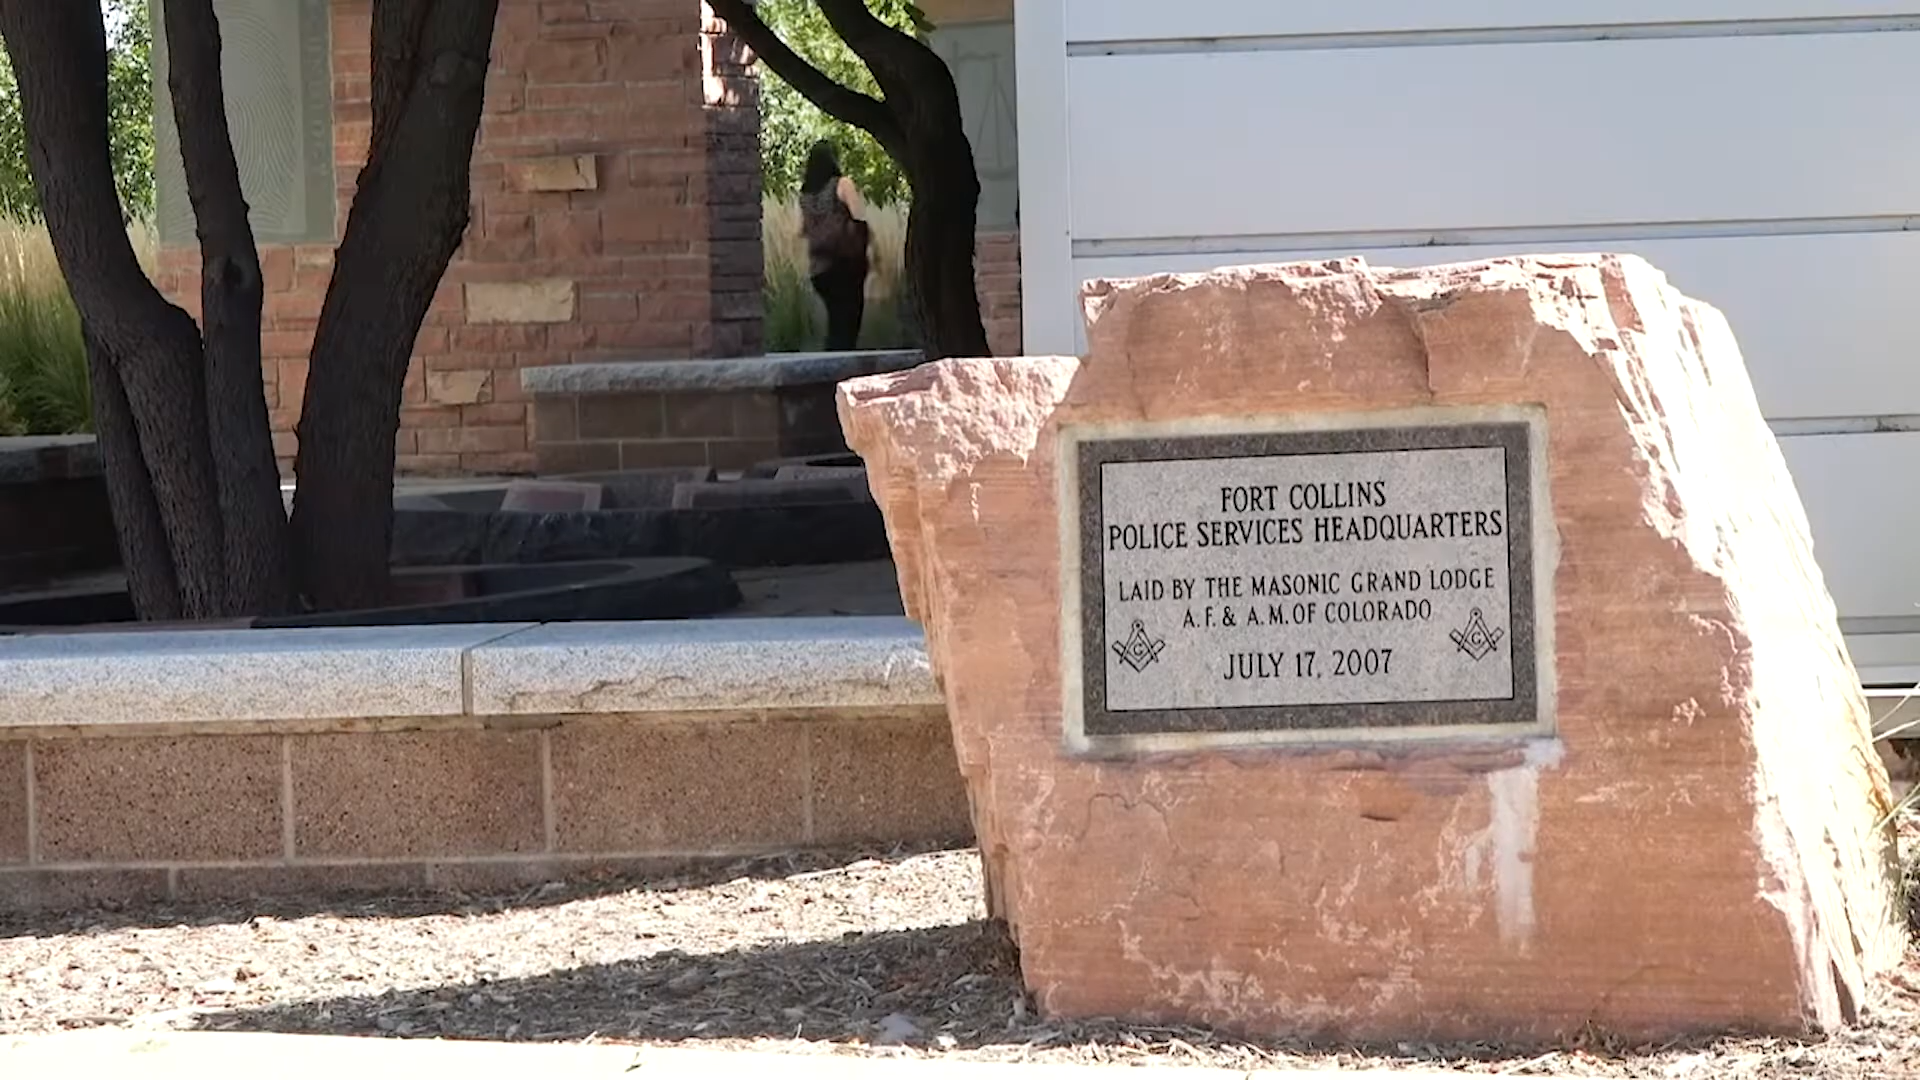 FORT COLLINS
POLICE SERVICES HEADQUARTERS
LAID BY THE MASONIC GRAND LODGE
A.F. & A.M. OF COLORADO
G G
JULY 17, 2007